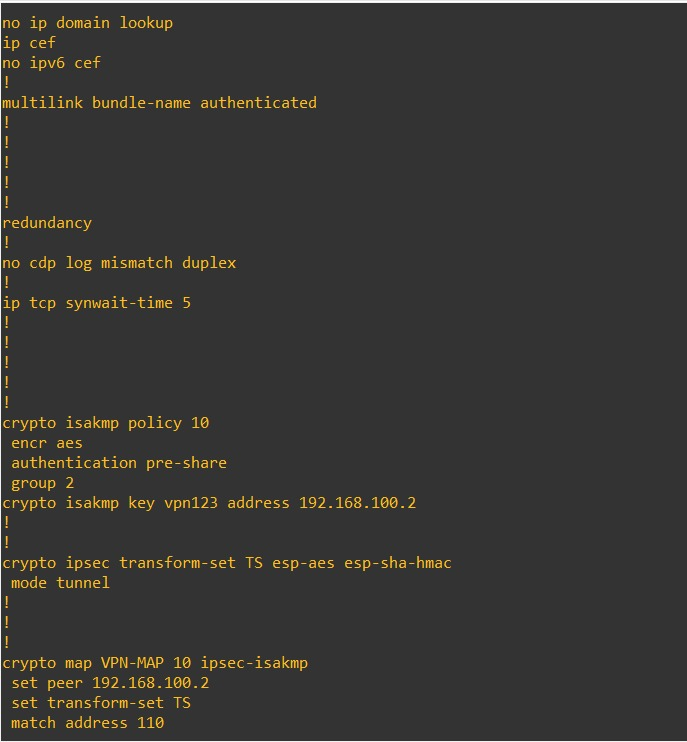 no ip domain lookup
ip cef
no ipv6 cef
!
multilink bundle-name authenticated
!
!
!
!
!
redundancy
!
no cdp log mismatch duplex
!
ip tcp synwait-time 5
!
!
!
!
!
crypto isakmp policy 10
 encr aes
 authentication pre-share
 group 2
crypto isakmp key vpn123 address 192.168.100.2
!
!
crypto ipsec transform-set TS esp-aes esp-sha-hmac
 mode tunnel
!
!
!
crypto map VPN-MAP 10 ipsec-isakmp
 set peer 192.168.100.2
 set transform-set TS
 match address 110